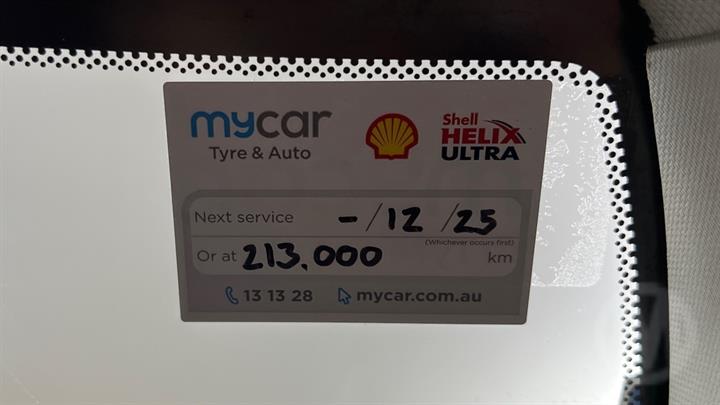 mycar
Tyre & Auto
Shell
HELIX
ULTRA
Next service -/12/25
(Whichever occurs first)
Or at 213.000 km
13 13 28 mycar.com.au